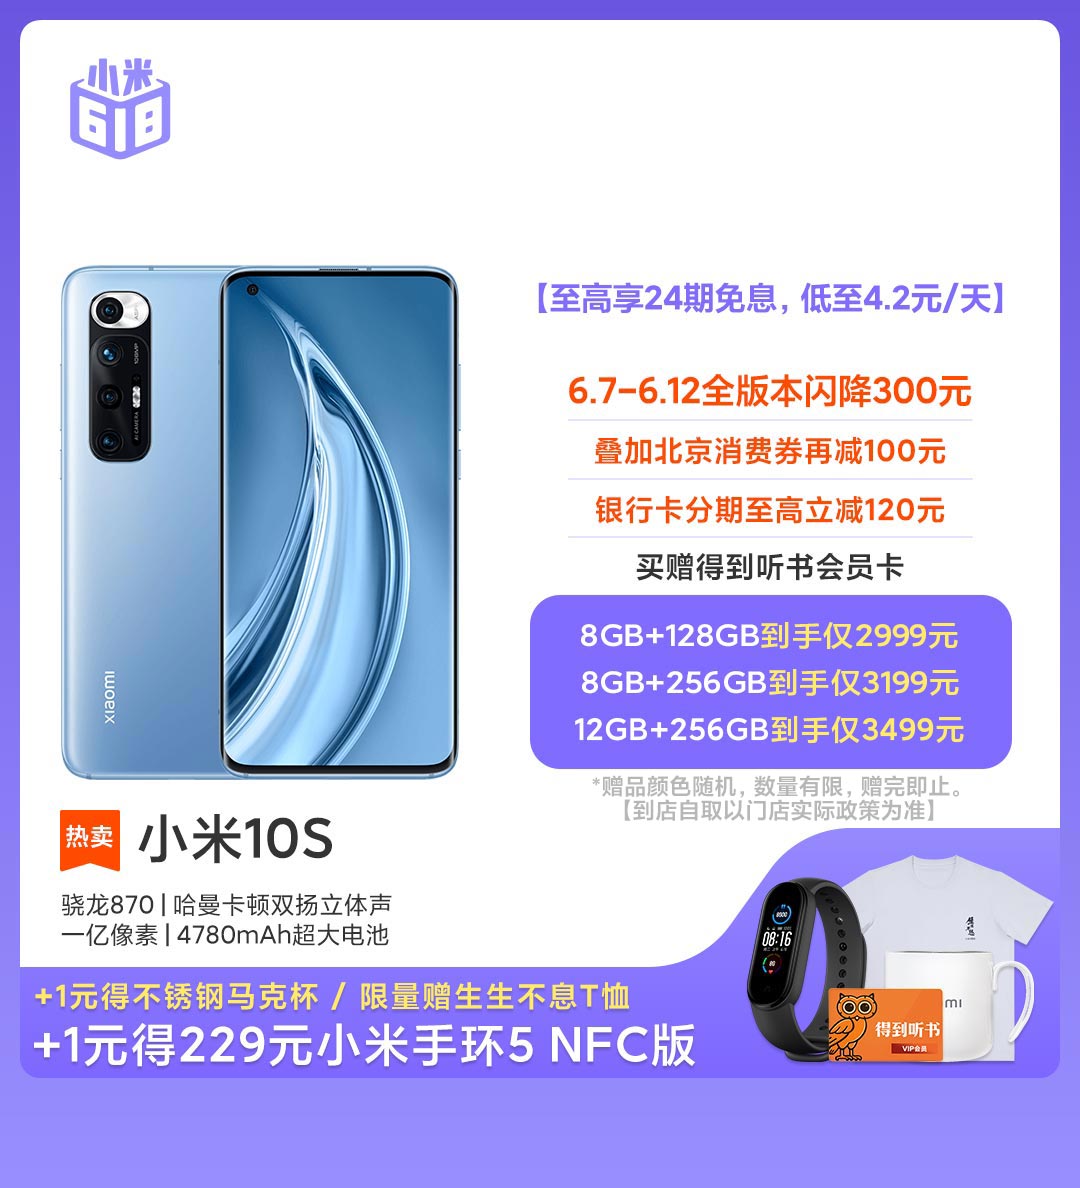 小米
618
【至高享24期免息, 低至4.2元/天】
6.7-6.12全版本闪降300元
叠加北京消费券再减100元
银行卡分期至高立减120元
买赠得到听书会员卡
8GB+128GB到手仅2999元
8GB+256GB到手仅3199元
12GB+256GB到手仅3499元
*赠品颜色随机, 数量有限, 赠完即止。
【到店自取以门店实际政策为准】
108MP
AI CAMERA
xiaomi
热卖 小米10S
骁龙870 | 哈曼卡顿双扬立体声
一亿像素 | 4780mAh超大电池
+1元得不锈钢马克杯 / 限量赠生生不息T恤
+1元得229元小米手环5 NFC版
08:16
MI
得到听书
VIP会员